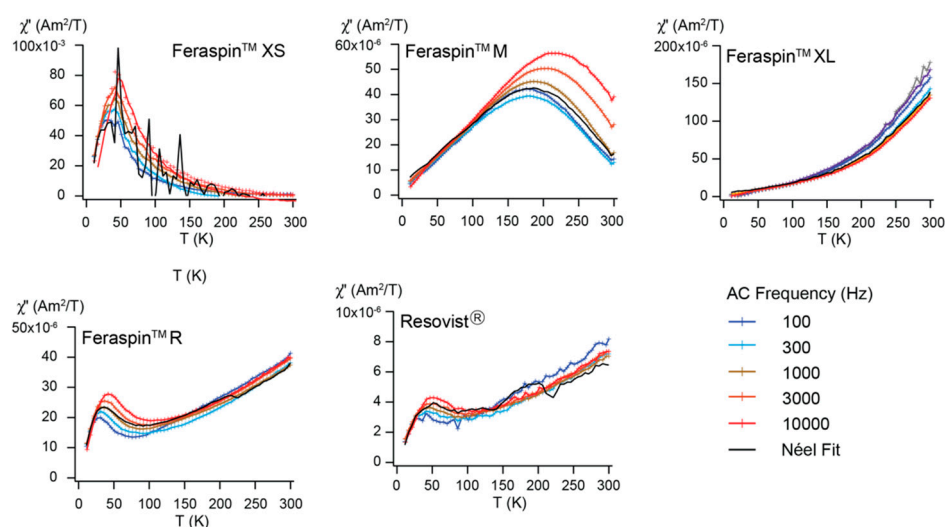 χ" (Am²/T)
100x10⁻³
80
60
40
20
0
Feraspin™ XS
0 50 100 150 200 250 300
T (K)
T (K)
χ" (Am²/T)
60x10⁻⁶
50
40
30
20
10
0
Feraspin™ M
0 50 100 150 200 250 300
T (K)
χ" (Am²/T)
200x10⁻⁶
150
100
50
0
Feraspin™ XL
0 50 100 150 200 250 300
T (K)
χ" (Am²/T)
50x10⁻⁶
40
30
20
10
0
Feraspin™ R
0 50 100 150 200 250 300
T (K)
χ" (Am²/T)
10x10⁻⁶
8
6
4
2
0
Resovist®
0 50 100 150 200 250 300
T (K)
AC Frequency (Hz)
100
300
1000
3000
10000
Néel Fit